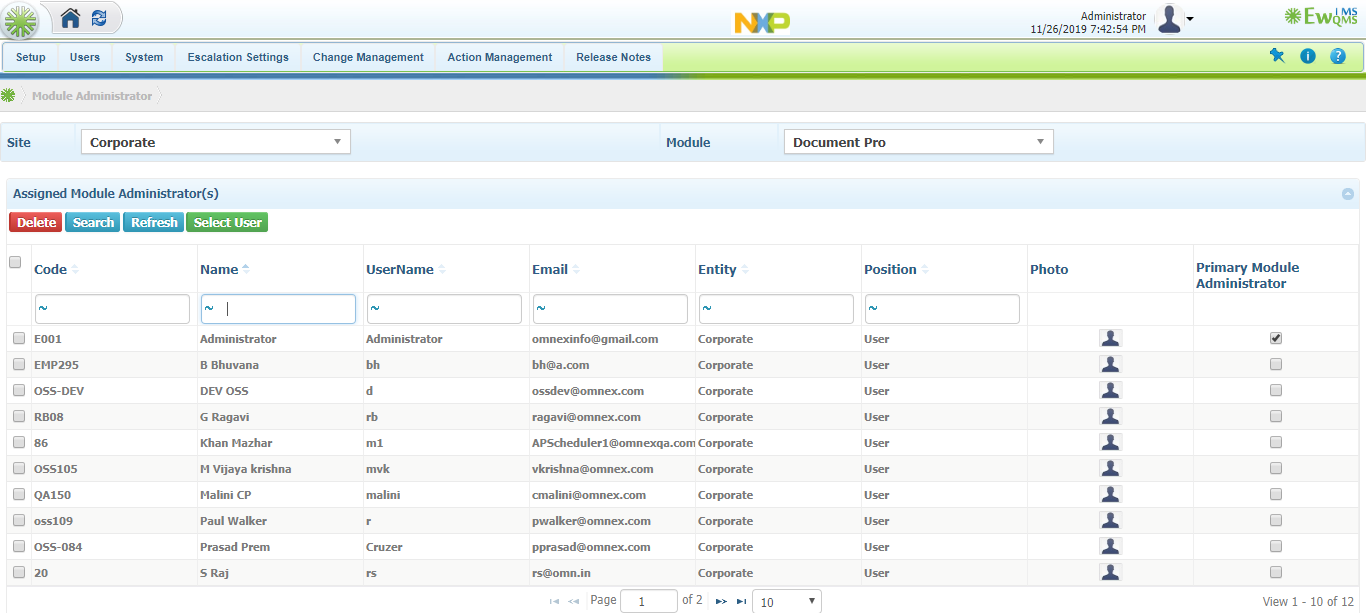 NXP
Administrator
11/26/2019 7:42:54 PM
EwQMS
iMS
Setup Users System Escalation Settings Change Management Action Management Release Notes
Module Administrator
Site Corporate Module Document Pro
Assigned Module Administrator(s)
Delete Search Refresh Select User
Code Name UserName Email Entity Position Photo Primary Module
Administrator
~ ~ ~ ~ ~ ~
E001 Administrator Administrator omnexinfo@gmail.com Corporate User
EMP295 B Bhuvana bh bh@a.com Corporate User
OSS-DEV DEV OSS d ossdev@omnex.com Corporate User
RB08 G Ragavi rb ragavi@omnex.com Corporate User
86 Khan Mazhar m1 APScheduler1@omnexqa.com Corporate User
OSS105 M Vijaya krishna mvk vkrishna@omnex.com Corporate User
QA150 Malini CP malini cmalini@omnex.com Corporate User
oss109 Paul Walker r pwalker@omnex.com Corporate User
OSS-084 Prasad Prem Cruzer pprasad@omnex.com Corporate User
20 S Raj rs rs@omn.in Corporate User
Page 1 of 2 10 View 1 - 10 of 12